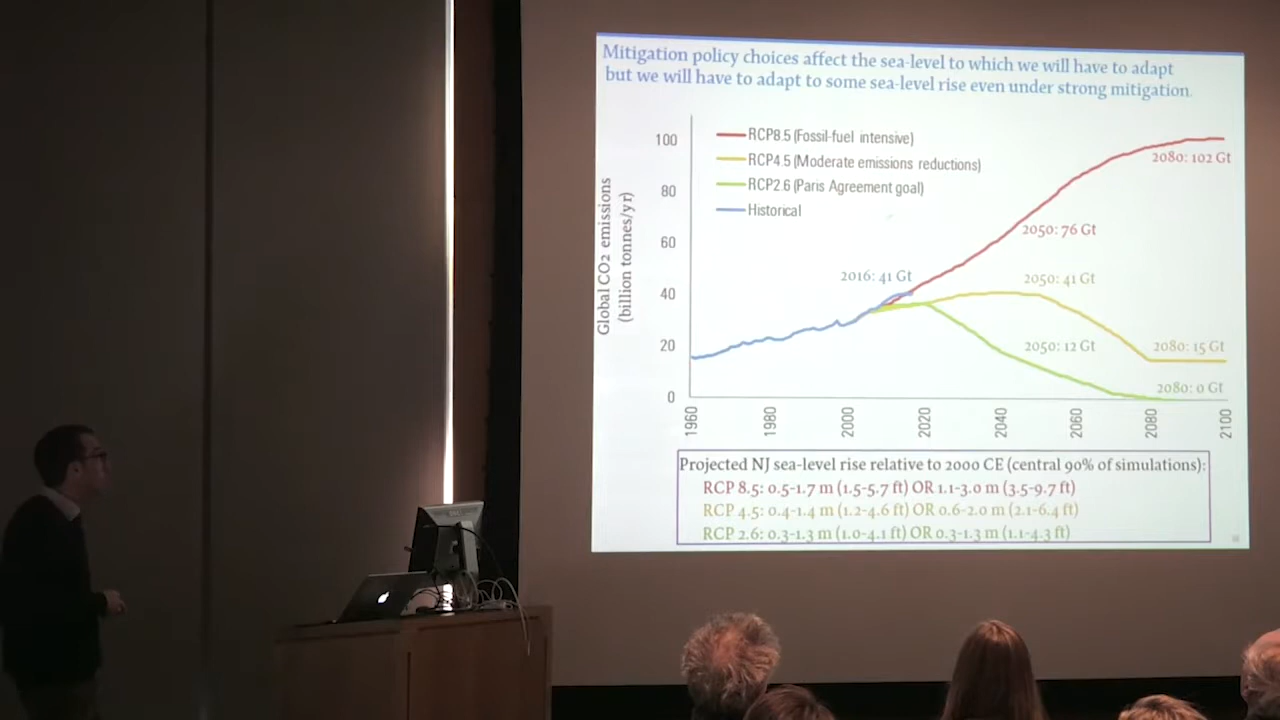 Mitigation policy choices affect the sea-level to which we will have to adapt
but we will have to adapt to some sea-level rise even under strong mitigation.
Global CO2 emissions
(billion tonnes/yr)
100
80
60
40
20
0
RCP8.5 (Fossil-fuel intensive)
RCP4.5 (Moderate emissions reductions)
RCP2.6 (Paris Agreement goal)
Historical
2080: 102 Gt
2050: 76 Gt
2016: 41 Gt
2050: 41 Gt
2050: 12 Gt
2080: 15 Gt
2080: 0 Gt
1960 1980 2000 2020 2040 2060 2080 2100
Projected NJ sea-level rise relative to 2000 CE (central 90% of simulations):
RCP 8.5: 0.5-1.7 m (1.5-5.7 ft) OR 1.1-3.0 m (3.5-9.7 ft)
RCP 4.5: 0.4-1.4 m (1.2-4.6 ft) OR 0.6-2.0 m (2.1-6.4 ft)
RCP 2.6: 0.3-1.3 m (1.0-4.1 ft) OR 0.3-1.3 m (1.1-4.3 ft)